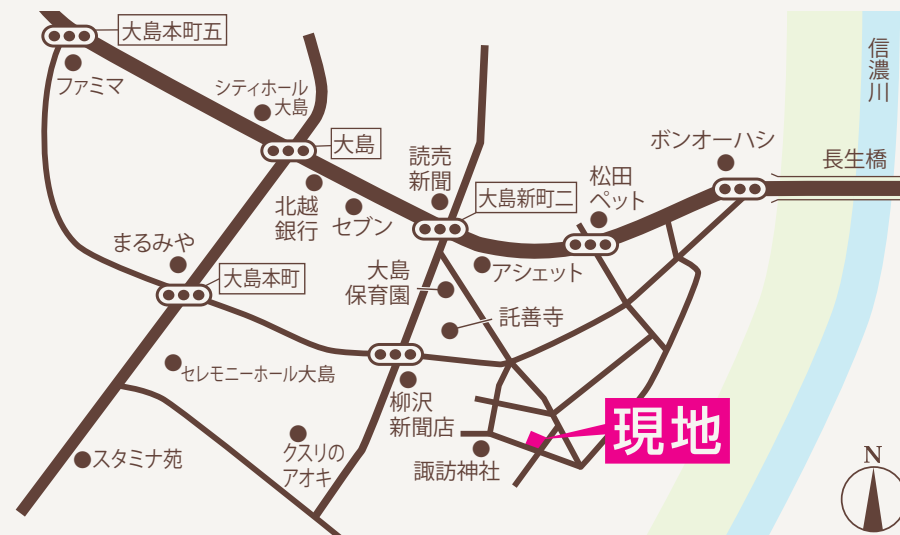 大島本町五
ファミマ
シティホール
大島
大島
北越
銀行
セブン
読売
新聞
大島新町二
松田
ペット
ボンオーハシ
長生橋
信濃川
まるみや
大島本町
大島
保育園
アシェット
託善寺
セレモニーホール大島
柳沢
新聞店
現地
クスリの
アオキ
諏訪神社
スタミナ苑
N